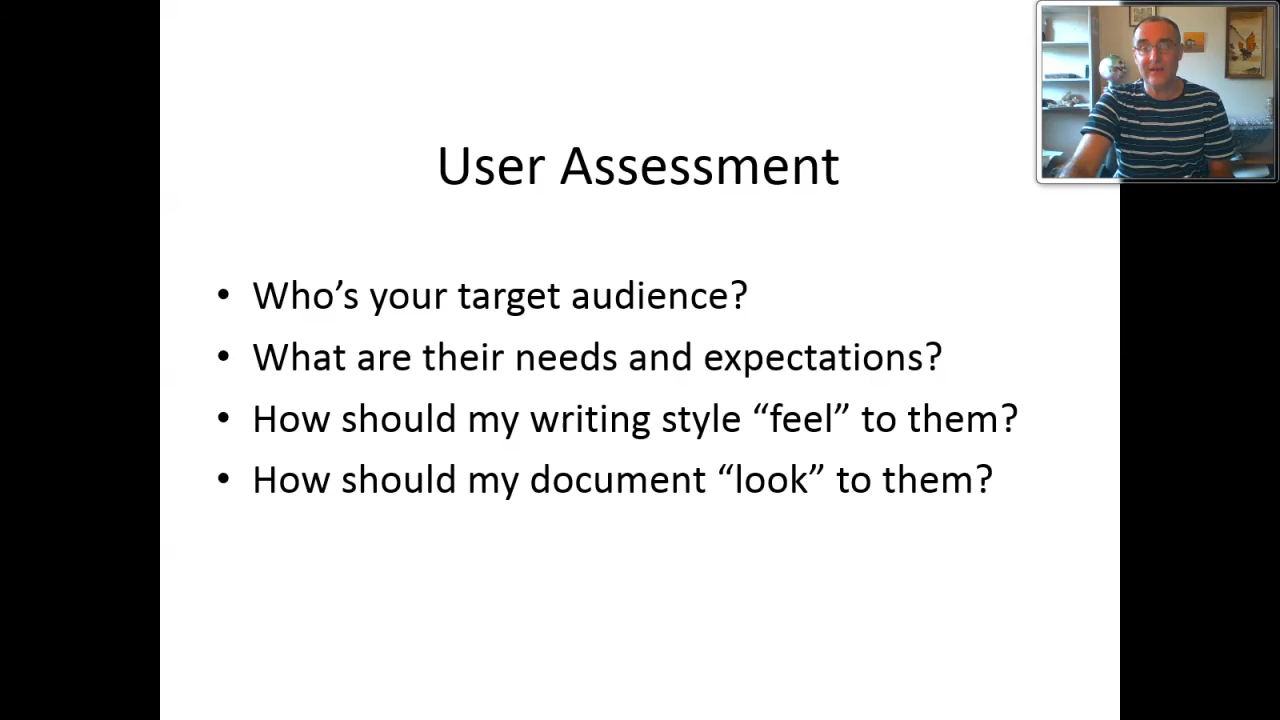 User Assessment
• Who’s your target audience?
• What are their needs and expectations?
• How should my writing style “feel” to them?
• How should my document “look” to them?